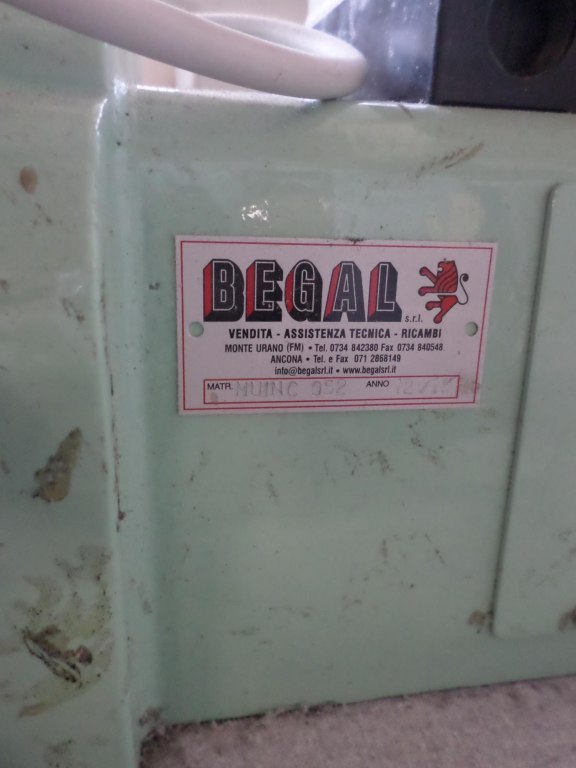 BEGAL s.r.l.
VENDITA - ASSISTENZA TECNICA - RICAMBI
MONTE URANO (FM) • Tel. 0734 842380 Fax 0734 840548
ANCONA • Tel. e Fax 071 2868149
info@begalsrl.it • www.begalsrl.it
MATR. ANNO